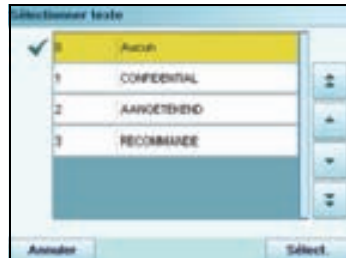 Sélectionner texte
0 Aucun
1 CONFIDENTIAL
2 AANGETEKEND
3 RECOMMANDE
Annuler Sélect.